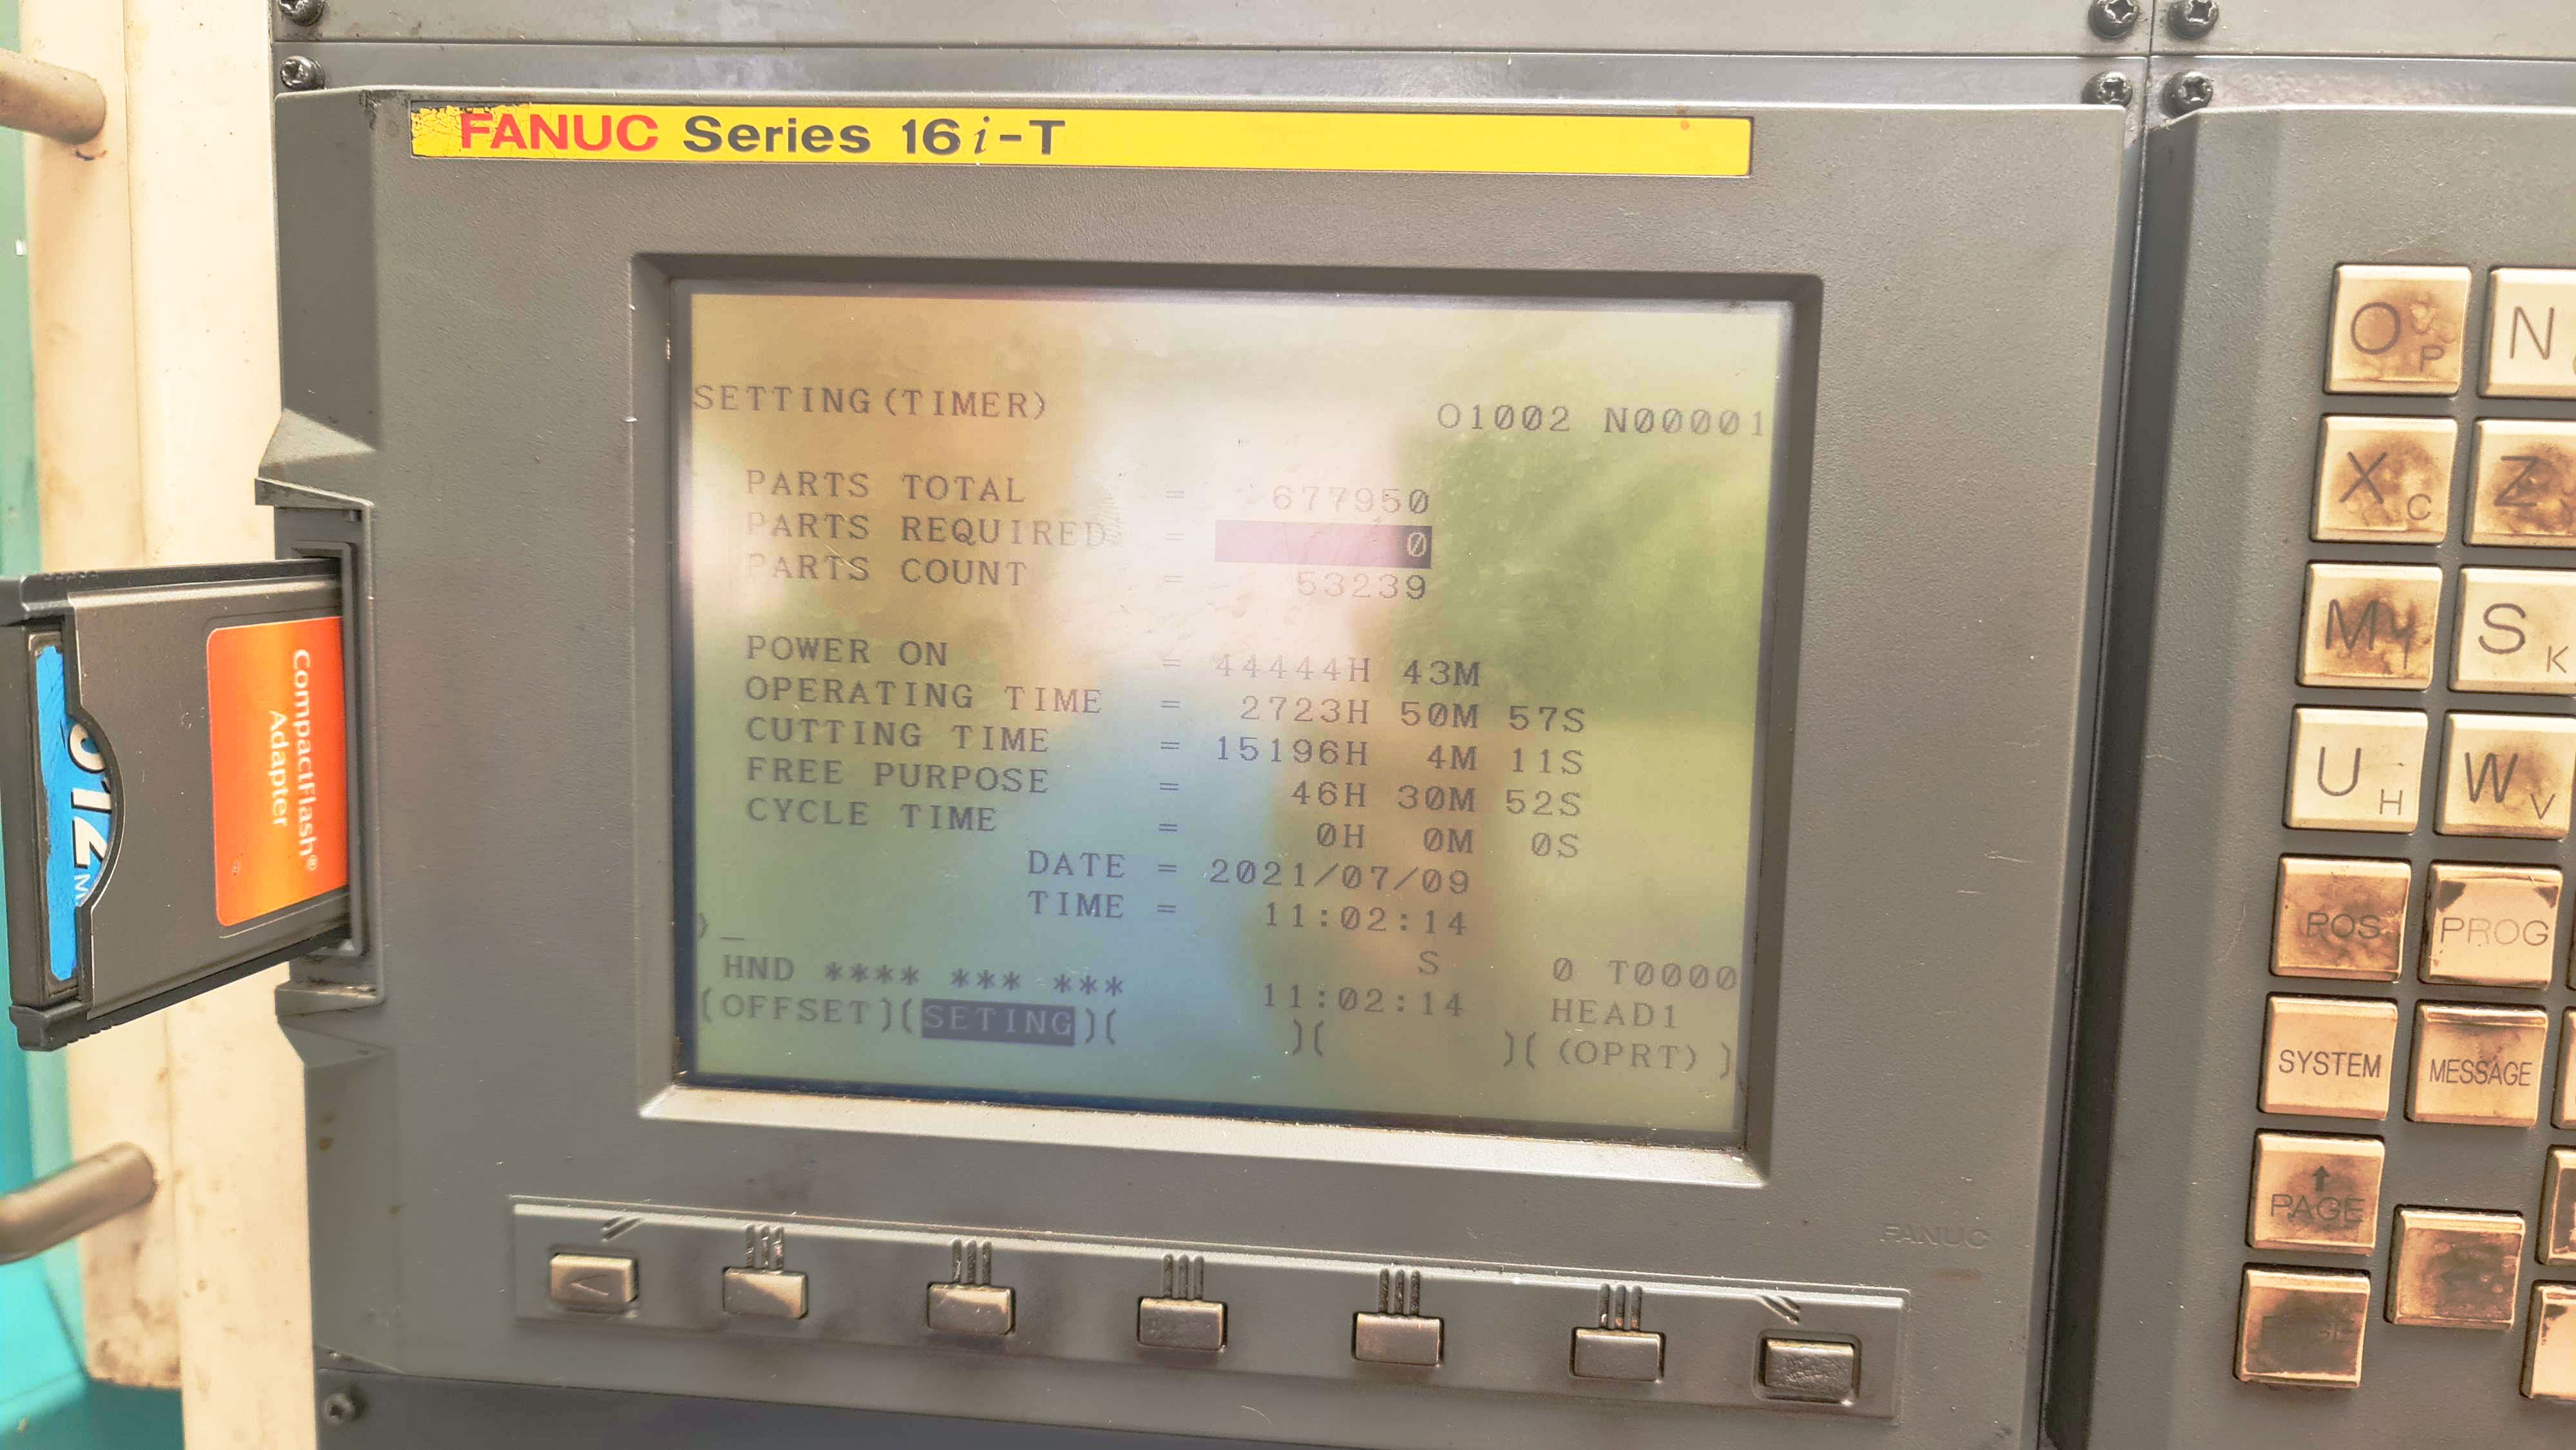 FANUC Series 16i-T
SETTING(TIMER)
O1002 N00001
PARTS TOTAL = 677950
PARTS REQUIRED = 0
PARTS COUNT = 53239
POWER ON = 44444H 43M
OPERATING TIME = 2723H 50M 57S
CUTTING TIME = 15196H 4M 11S
FREE PURPOSE = 46H 30M 52S
CYCLE TIME = 0H 0M 0S
DATE = 2021/07/09
TIME = 11:02:14
>_
S 0 T0000
HND **** *** *** 11:02:14 HEAD1
(OFFSET)(SETING)( )( )( (OPRT) )
FANUC
CompactFlash®
Adapter
O P
N
X C
Z
M I
S K
U H
W V
POS
PROG
SYSTEM
MESSAGE
↑
PAGE